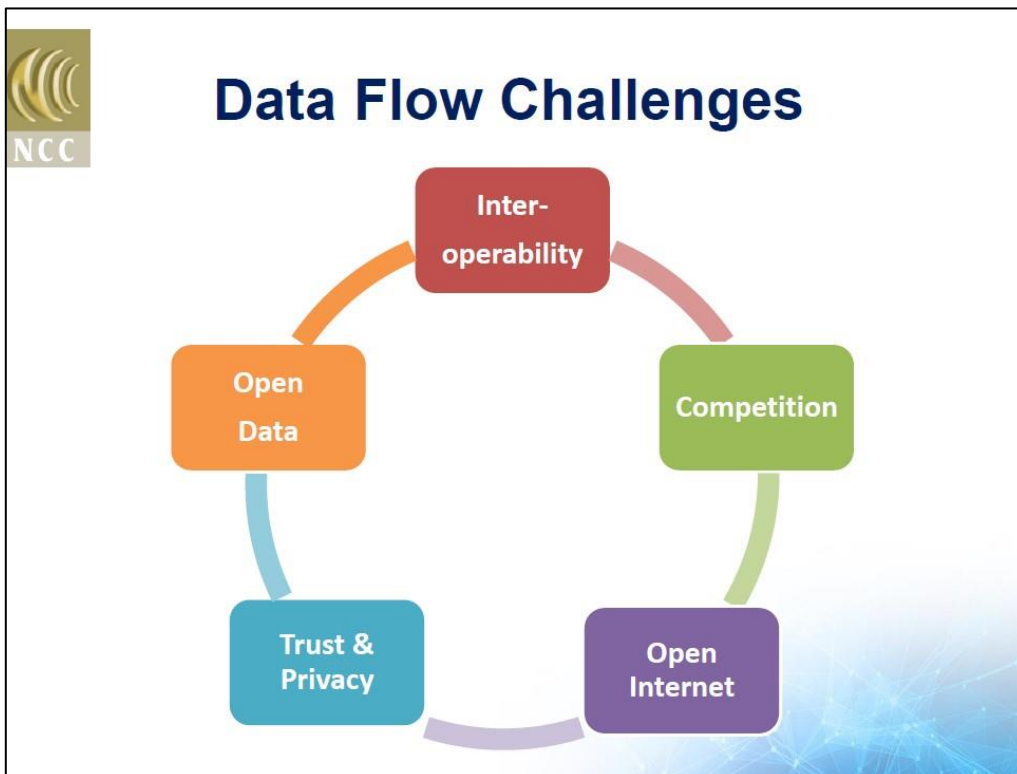 NCC
Data Flow Challenges
Inter-
operability
Competition
Open
Internet
Trust &
Privacy
Open
Data